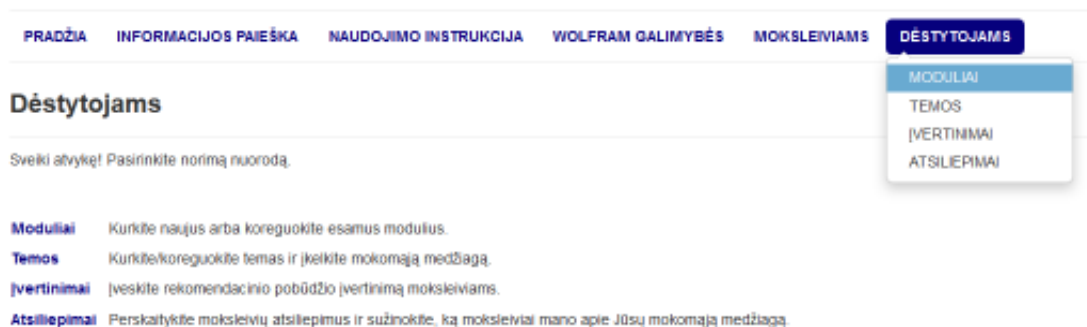 PRADŽIA INFORMACIJOS PAIEŠKA NAUDOJIMO INSTRUKCIJA WOLFRAM GALIMYBĖS MOKSLEIVIAMS DĖSTYTOJAMS
MODULIAI
TEMOS
ĮVERTINIMAI
ATSILIEPIMAI
Dėstytojams
Sveiki atvykę! Pasirinkite norimą nuorodą.
Moduliai Kurkite naujus arba koreguokite esamus modulius.
Temos Kurkite/koreguokite temas ir įkelkite mokomąją medžiagą.
Įvertinimai Įveskite rekomendacinio pobūdžio įvertinimą moksleiviams.
Atsiliepimai Perskaitykite moksleivių atsiliepimus ir sužinokite, ką moksleiviai mano apie Jūsų mokomąją medžiagą.